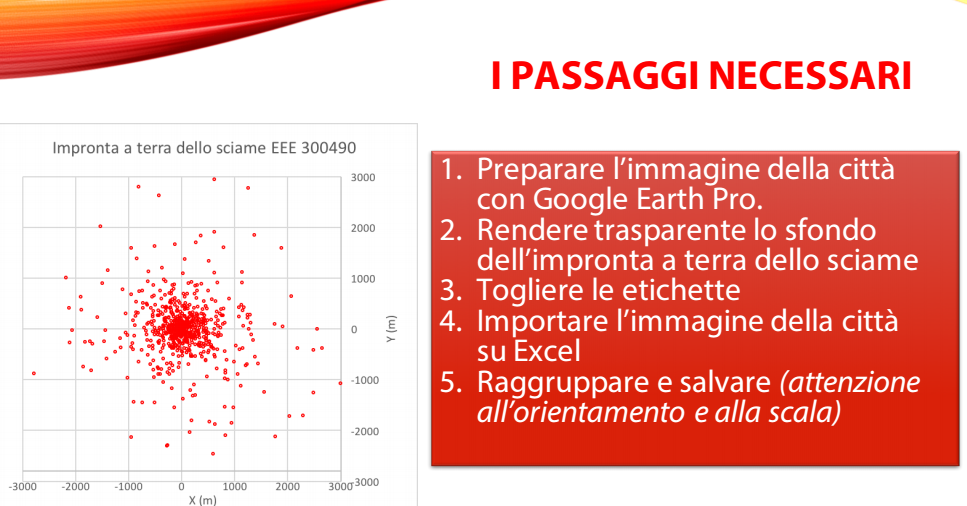 I PASSAGGI NECESSARI
Impronta a terra dello sciame EEE 300490
3000
2000
1000
0
-1000
-2000
-3000
Y (m)
-3000
-2000
-1000
0
1000
2000
3000
X (m)
1. Preparare l’immagine della città
con Google Earth Pro.
2. Rendere trasparente lo sfondo
dell’impronta a terra dello sciame
3. Togliere le etichette
4. Importare l’immagine della città
su Excel
5. Raggruppare e salvare (attenzione
all’orientamento e alla scala)